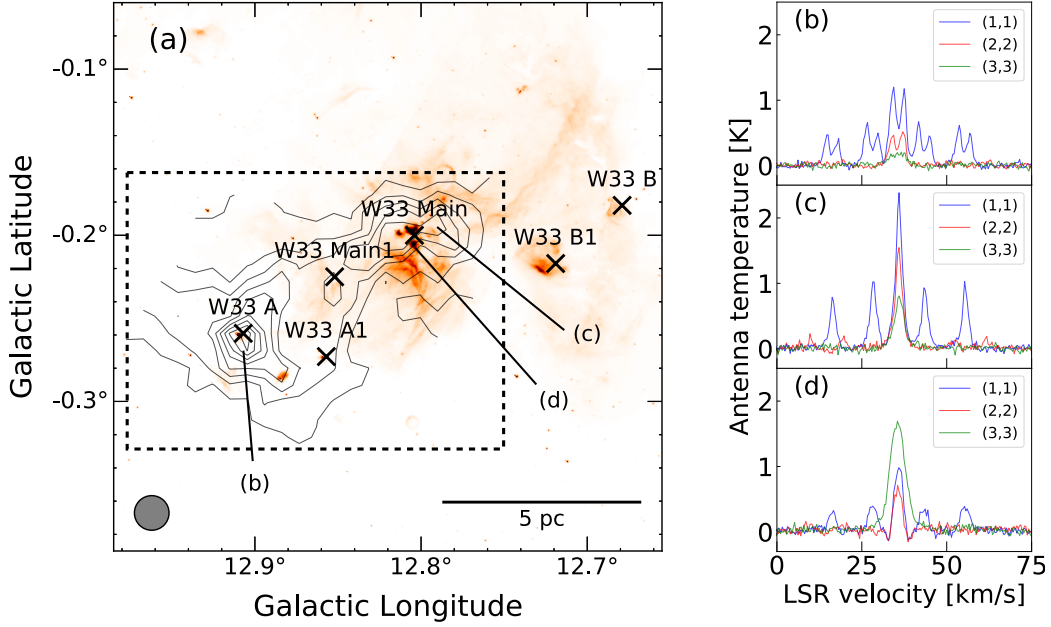 (a)
-0.1°
-0.2°
-0.3°
Galactic Latitude
W33 B
W33 Main
W33 B1
W33 Main1
W33 A
W33 A1
(c)
(d)
(b)
5 pc
12.9°
12.8°
12.7°
Galactic Longitude
(b)
(1,1)
(2,2)
(3,3)
2
1
0
(c)
(1,1)
(2,2)
(3,3)
2
1
0
(d)
(1,1)
(2,2)
(3,3)
2
1
0
Antenna temperature [K]
0
25
50
75
LSR velocity [km/s]